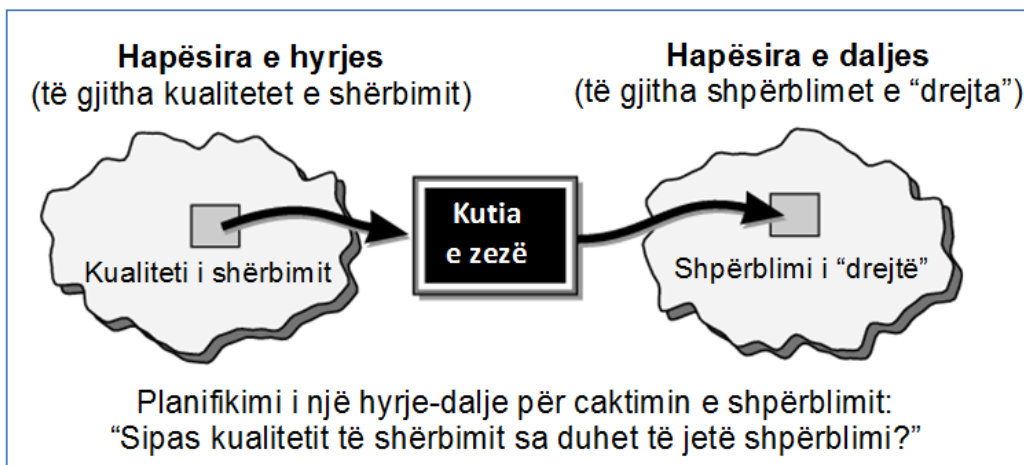 Hapësira e hyrjes
(të gjitha kualitetet e shërbimit)
Hapësira e daljes
(të gjitha shpërblimet e “drejta”)
Kualiteti i shërbimit
Kutia
e zezë
Shpërblimi i “drejtë”
Planifikimi i një hyrje-dalje për caktimin e shpërblimit:
“Sipas kualitetit të shërbimit sa duhet të jetë shpërblimi?”